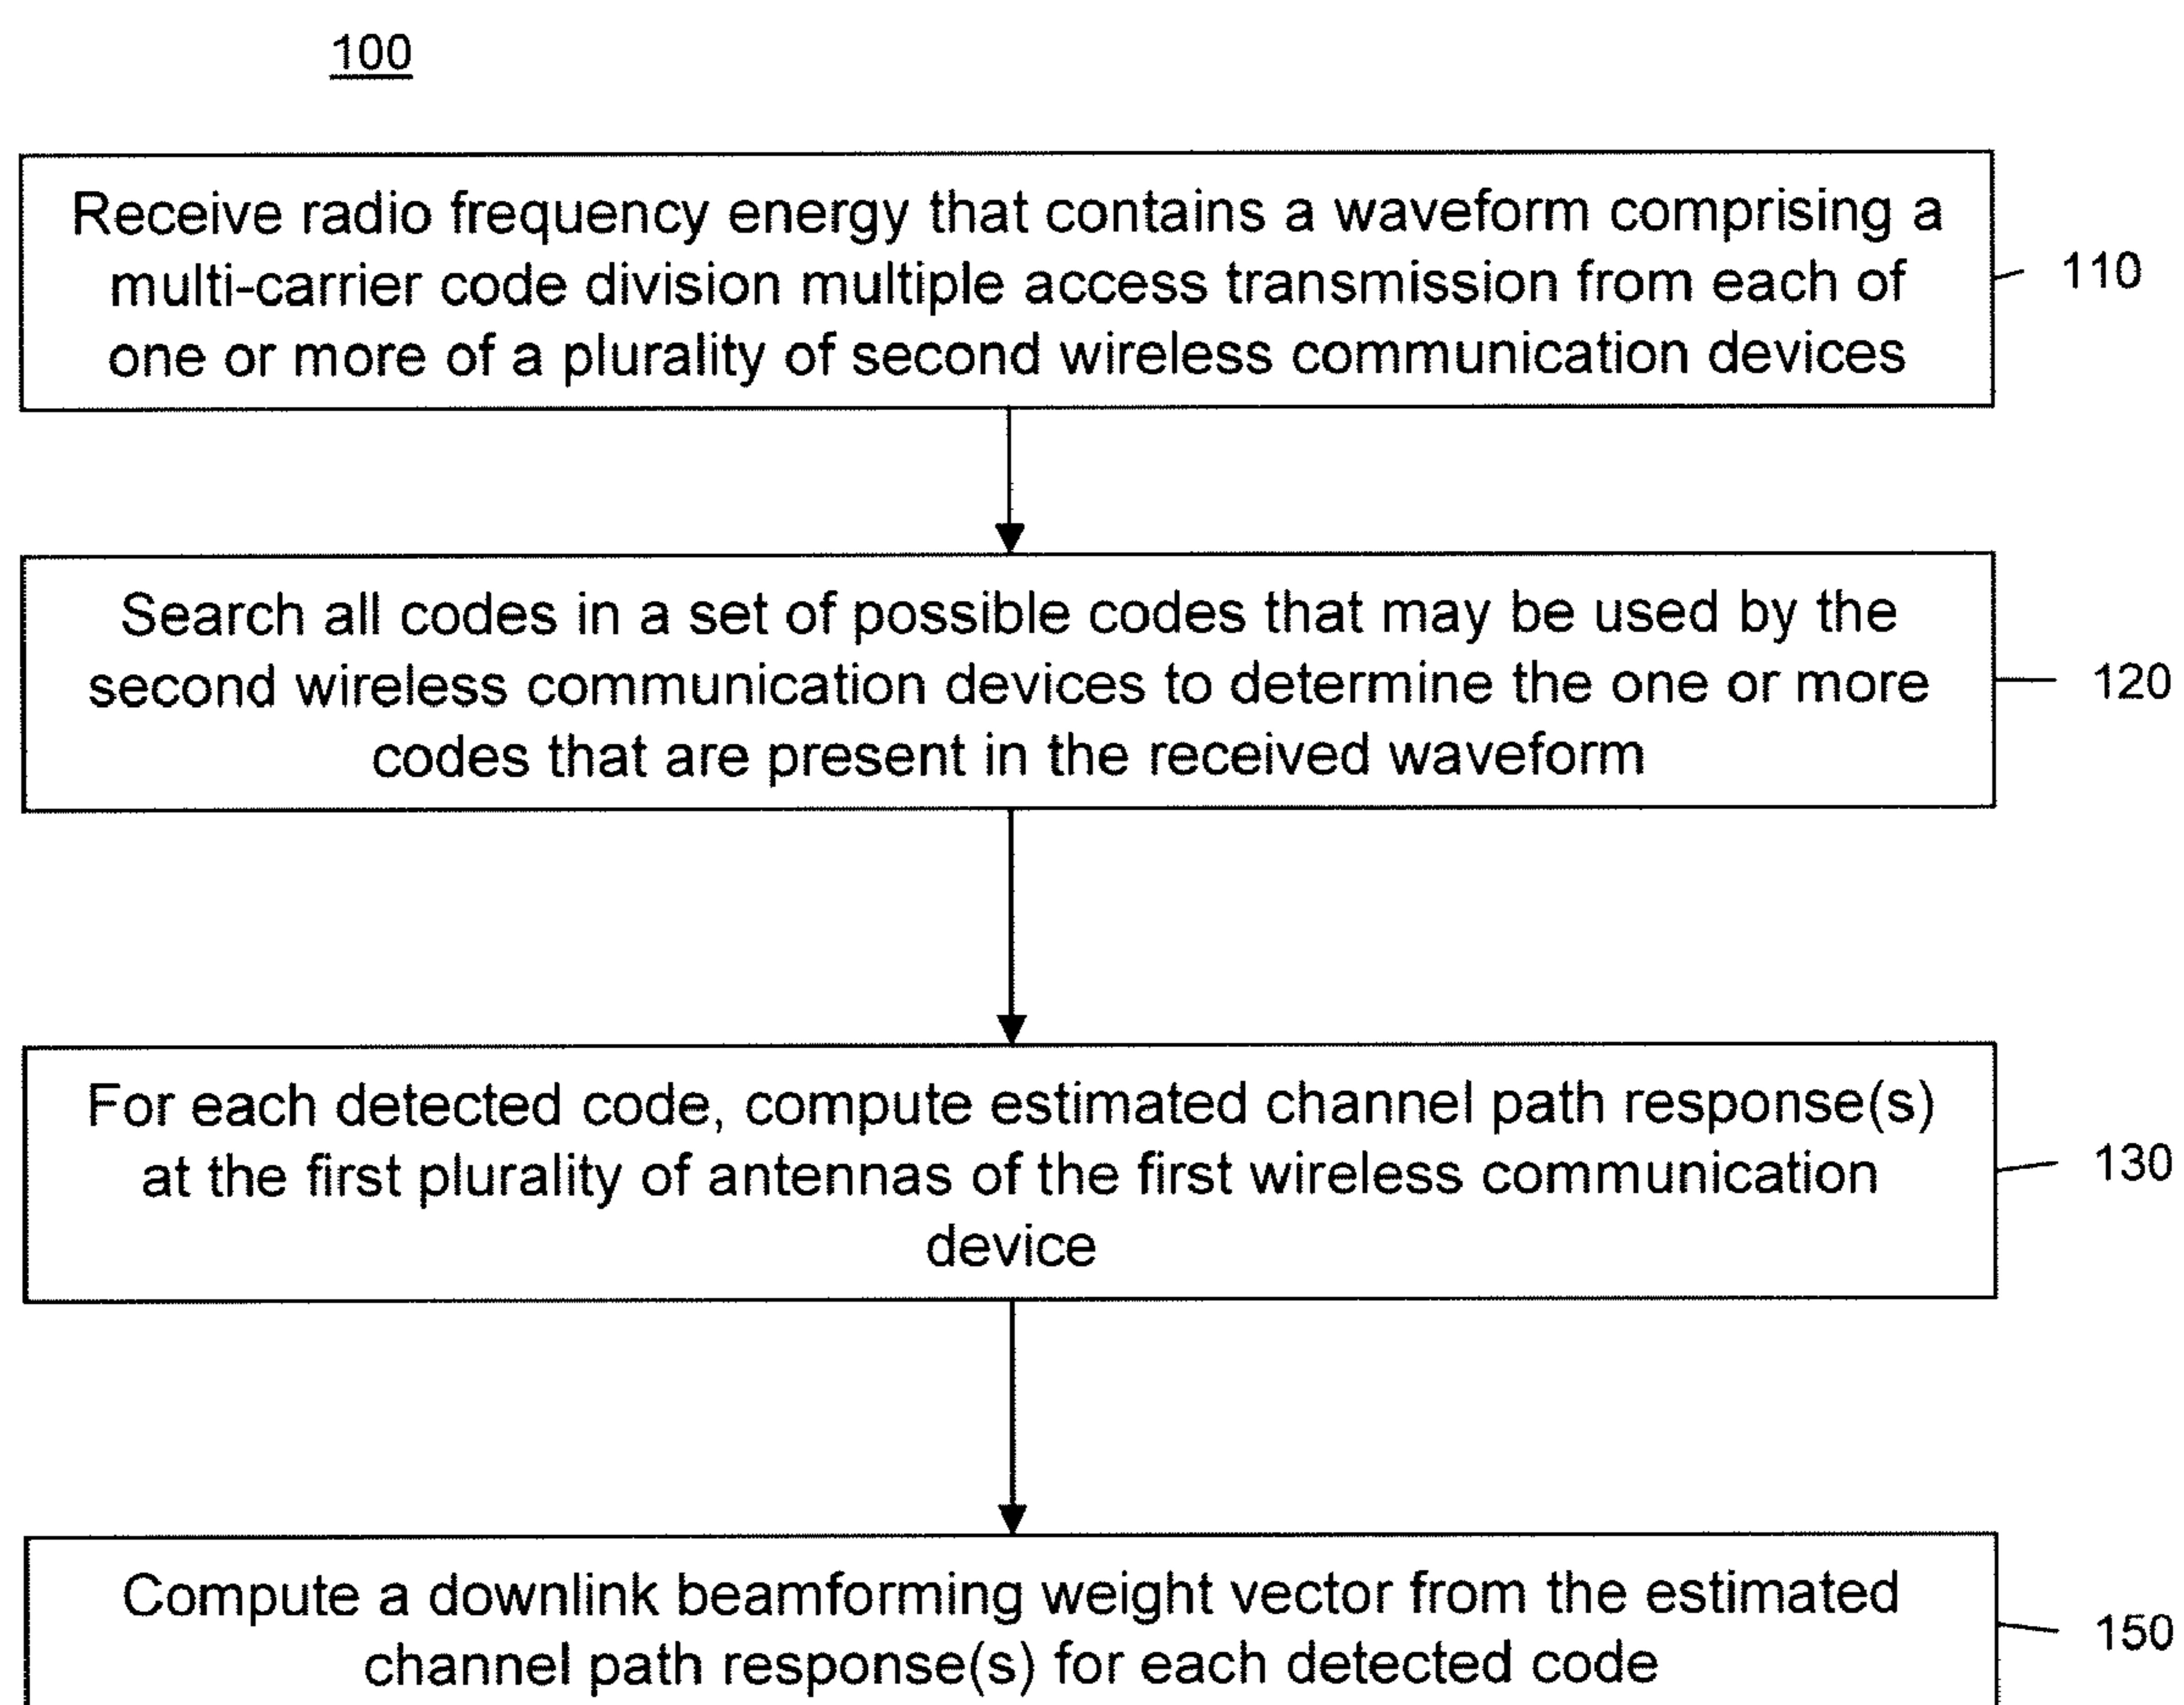 100
Receive radio frequency energy that contains a waveform comprising a
multi-carrier code division multiple access transmission from each of
one or more of a plurality of second wireless communication devices
110
Search all codes in a set of possible codes that may be used by the
second wireless communication devices to determine the one or more
codes that are present in the received waveform
120
For each detected code, compute estimated channel path response(s)
at the first plurality of antennas of the first wireless communication
device
130
Compute a downlink beamforming weight vector from the estimated
channel path response(s) for each detected code
150